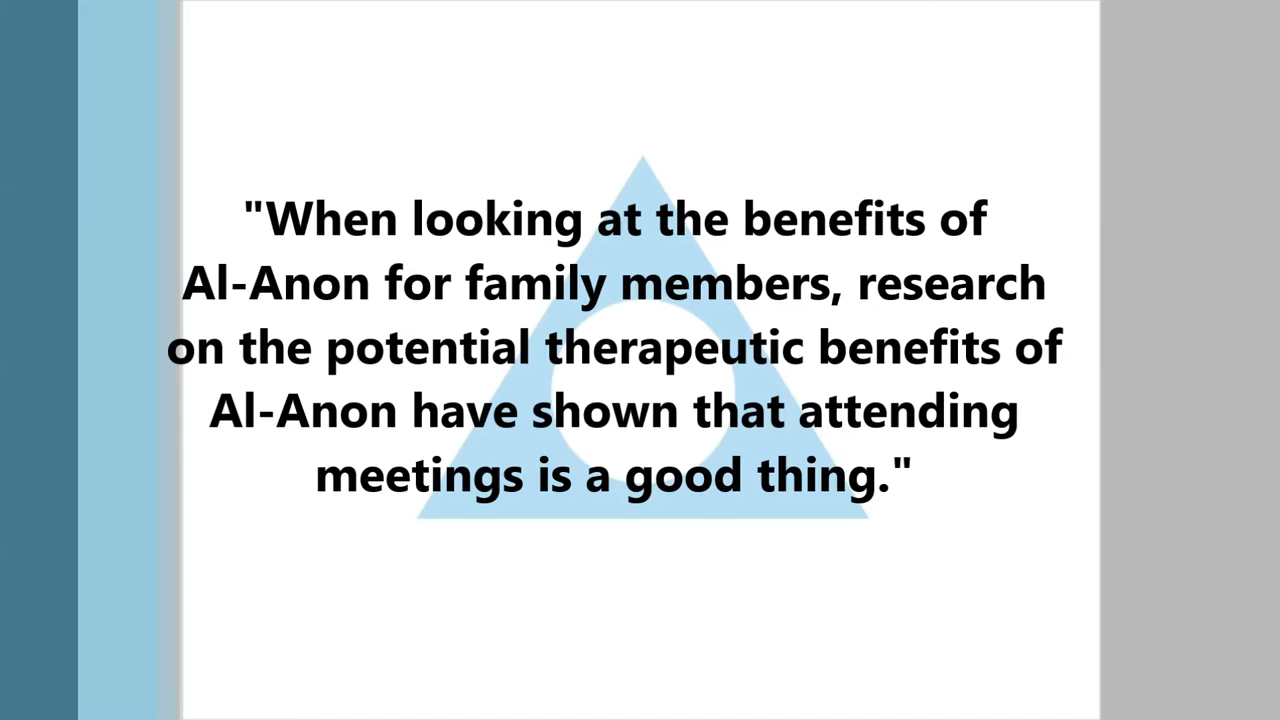 "When looking at the benefits of
Al-Anon for family members, research
on the potential therapeutic benefits of
Al-Anon have shown that attending
meetings is a good thing."